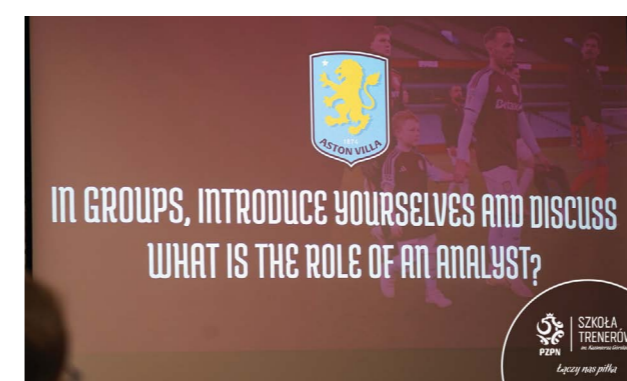 1874
ASTON VILLA
IN GROUPS, INTRODUCE YOURSELVES AND DISCUSS
WHAT IS THE ROLE OF AN ANALYST?
PZPN
SZKOŁA
TRENERÓW
Łączy nas piłka